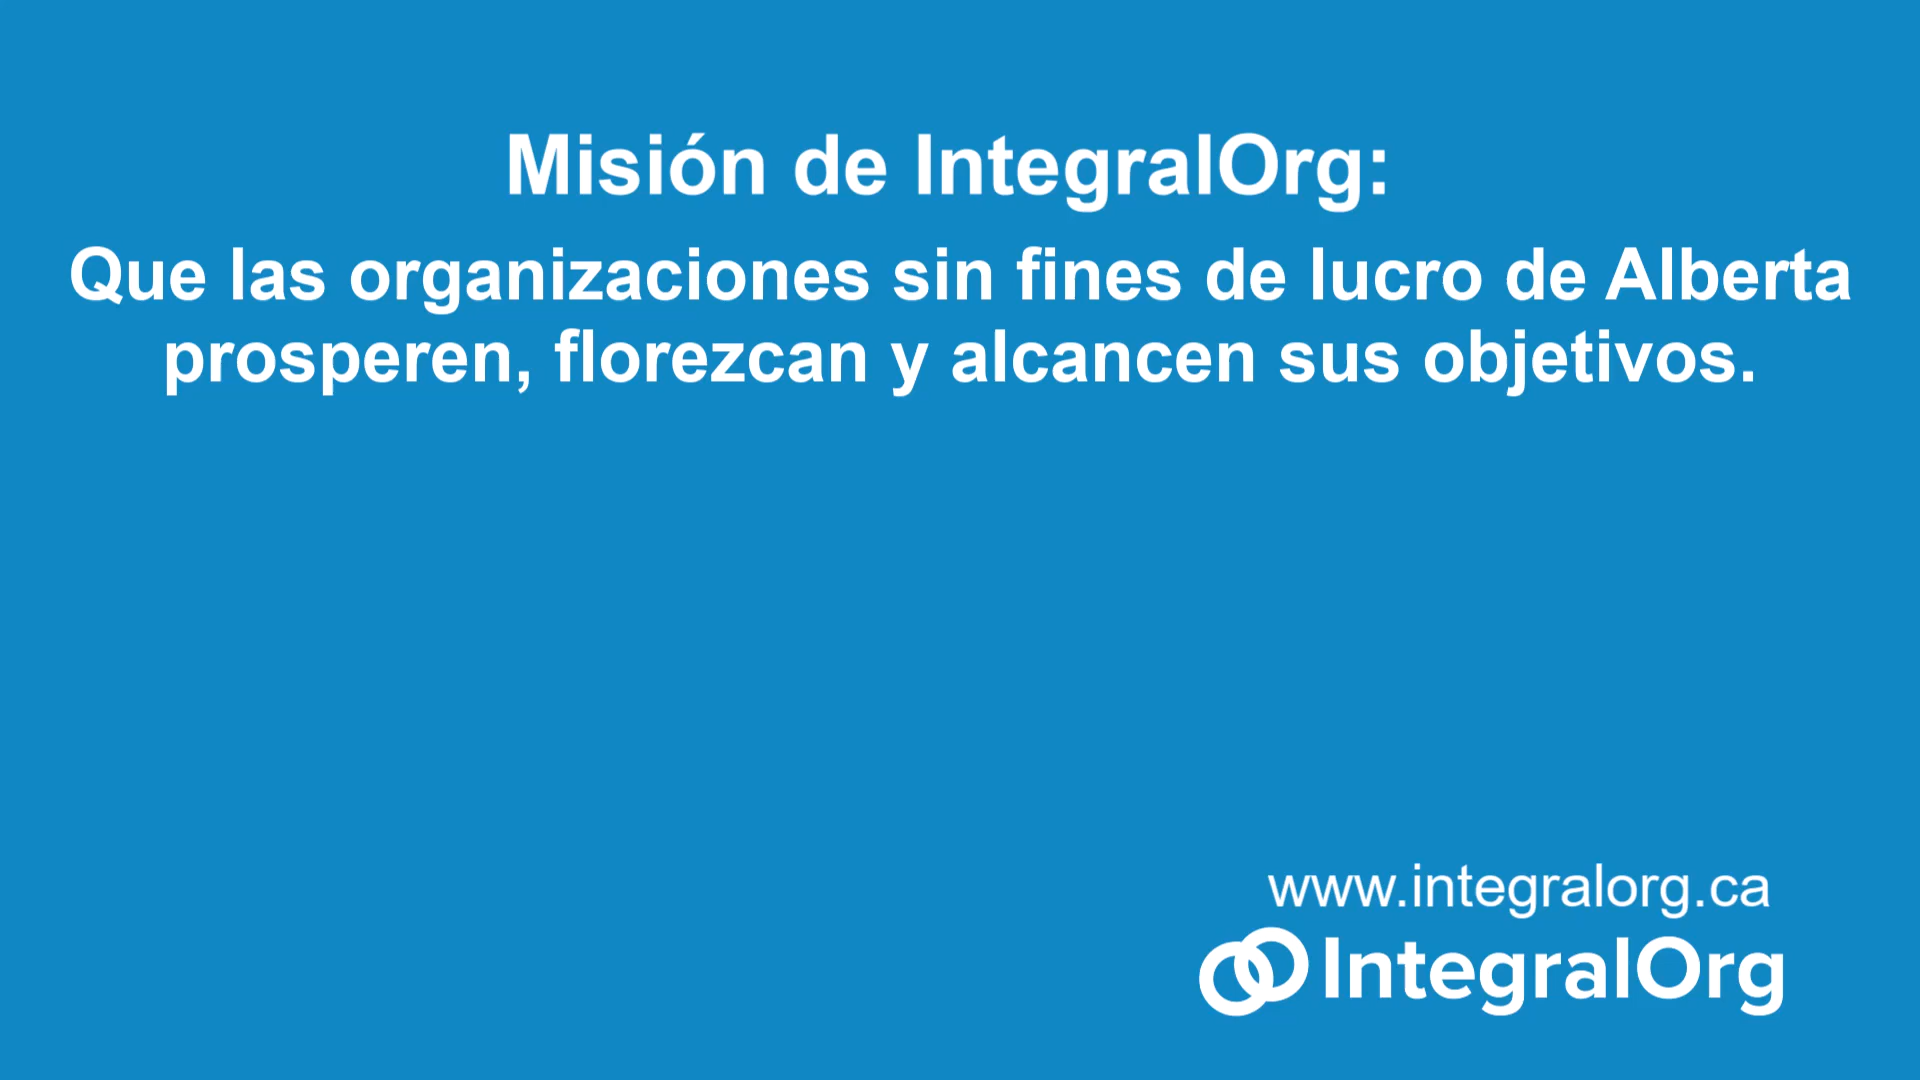 Misión de IntegralOrg:
Que las organizaciones sin fines de lucro de Alberta
prosperen, florezcan y alcancen sus objetivos.
www.integralorg.ca
IntegralOrg